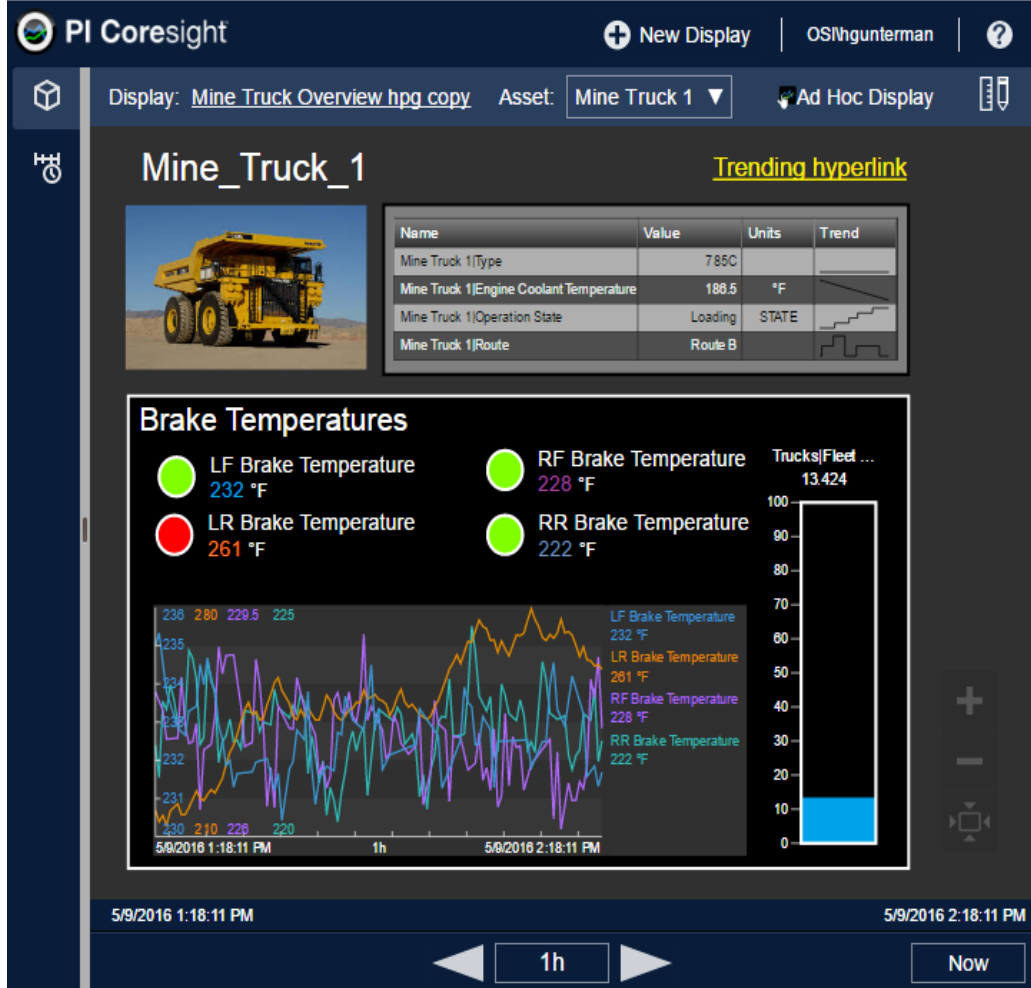 PI Coresight
New Display
OSI\hgunterman
?
Display: Mine Truck Overview hpg copy
Asset: Mine Truck 1 ▼
Ad Hoc Display
Mine_Truck_1
Trending hyperlink
Name Value Units Trend
Mine Truck 1|Type 785C
Mine Truck 1|Engine Coolant Temperature 186.5 °F
Mine Truck 1|Operation State Loading STATE
Mine Truck 1|Route Route B
Brake Temperatures
LF Brake Temperature
232 °F
RF Brake Temperature
228 °F
LR Brake Temperature
261 °F
RR Brake Temperature
222 °F
Trucks|Fleet ...
13.424
100
90
80
70
60
50
40
30
20
10
0
236 280 229.5 225
235
234
233
232
231
230 210 226 220
5/9/2016 1:18:11 PM 1h 5/9/2016 2:18:11 PM
LF Brake Temperature
232 °F
LR Brake Temperature
261 °F
RF Brake Temperature
228 °F
RR Brake Temperature
222 °F
5/9/2016 1:18:11 PM 5/9/2016 2:18:11 PM
1h
Now